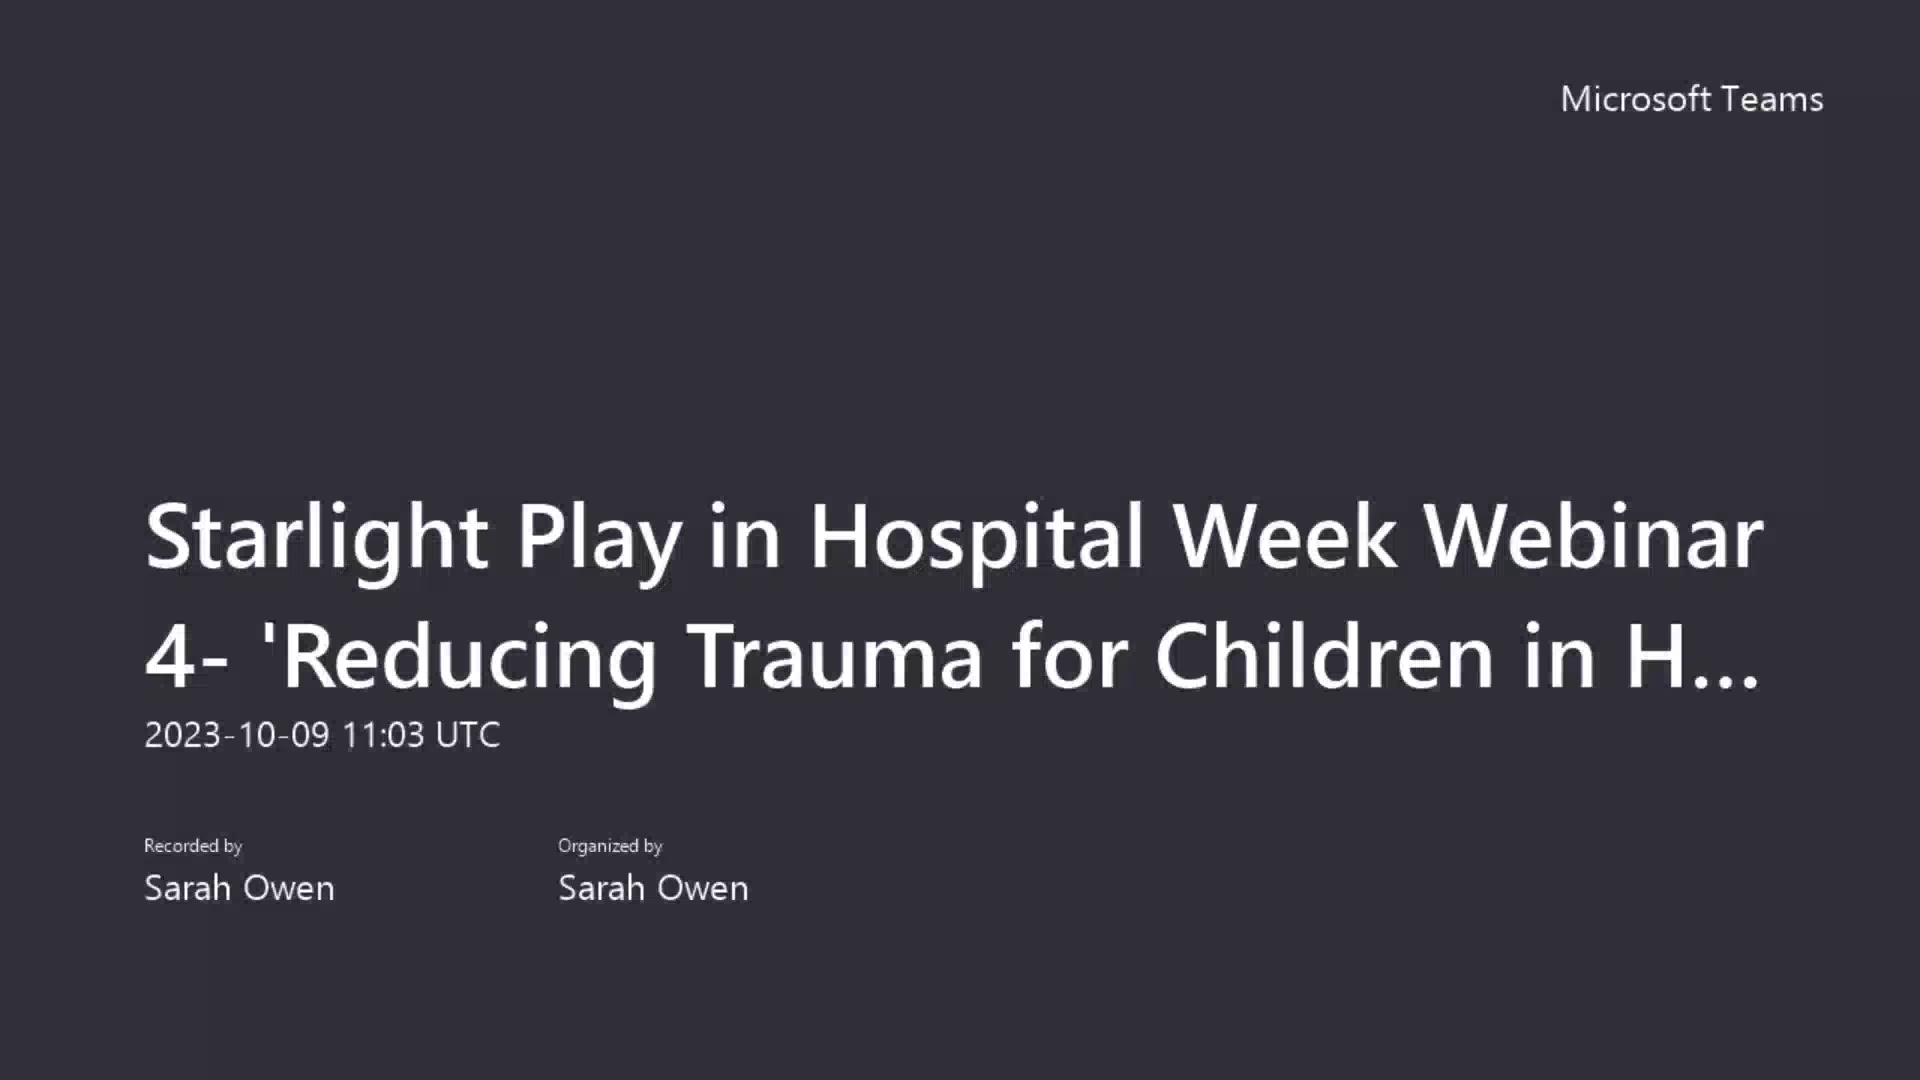 Microsoft Teams
Starlight Play in Hospital Week Webinar
4- 'Reducing Trauma for Children in H...
2023-10-09 11:03 UTC
Recorded by
Sarah Owen
Organized by
Sarah Owen